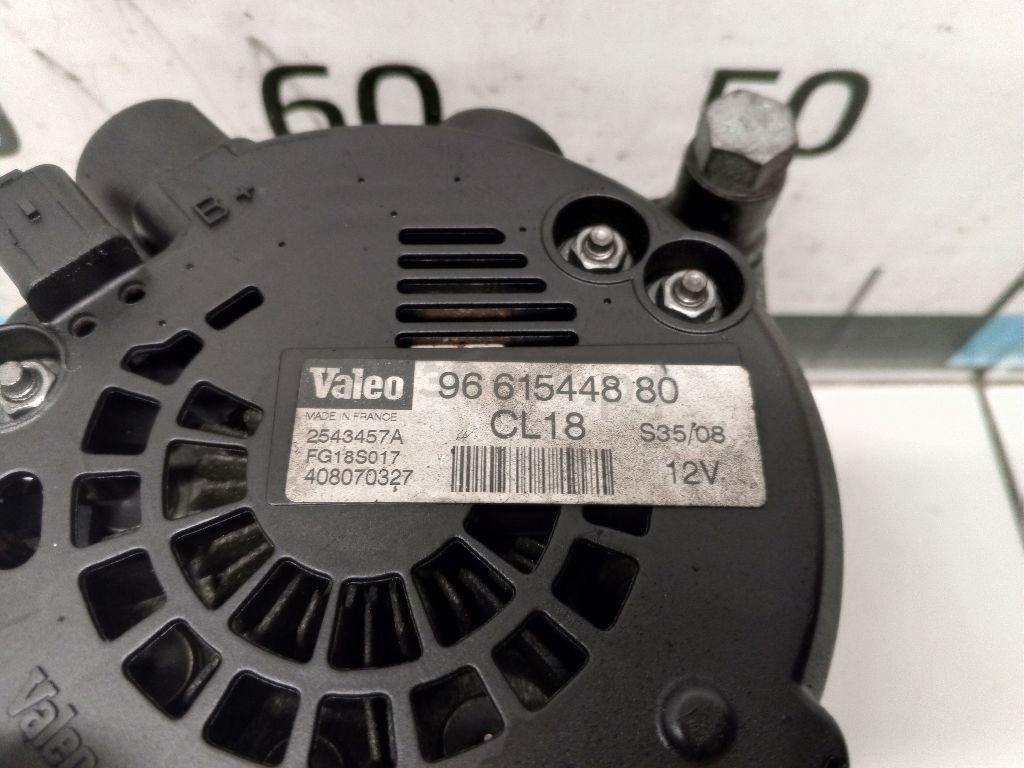 60
50
B +
Valeo 96 615448 80
MADE IN FRANCE
CL18
S35/08
2543457A
FG18S017
408070327
12V
Valeo